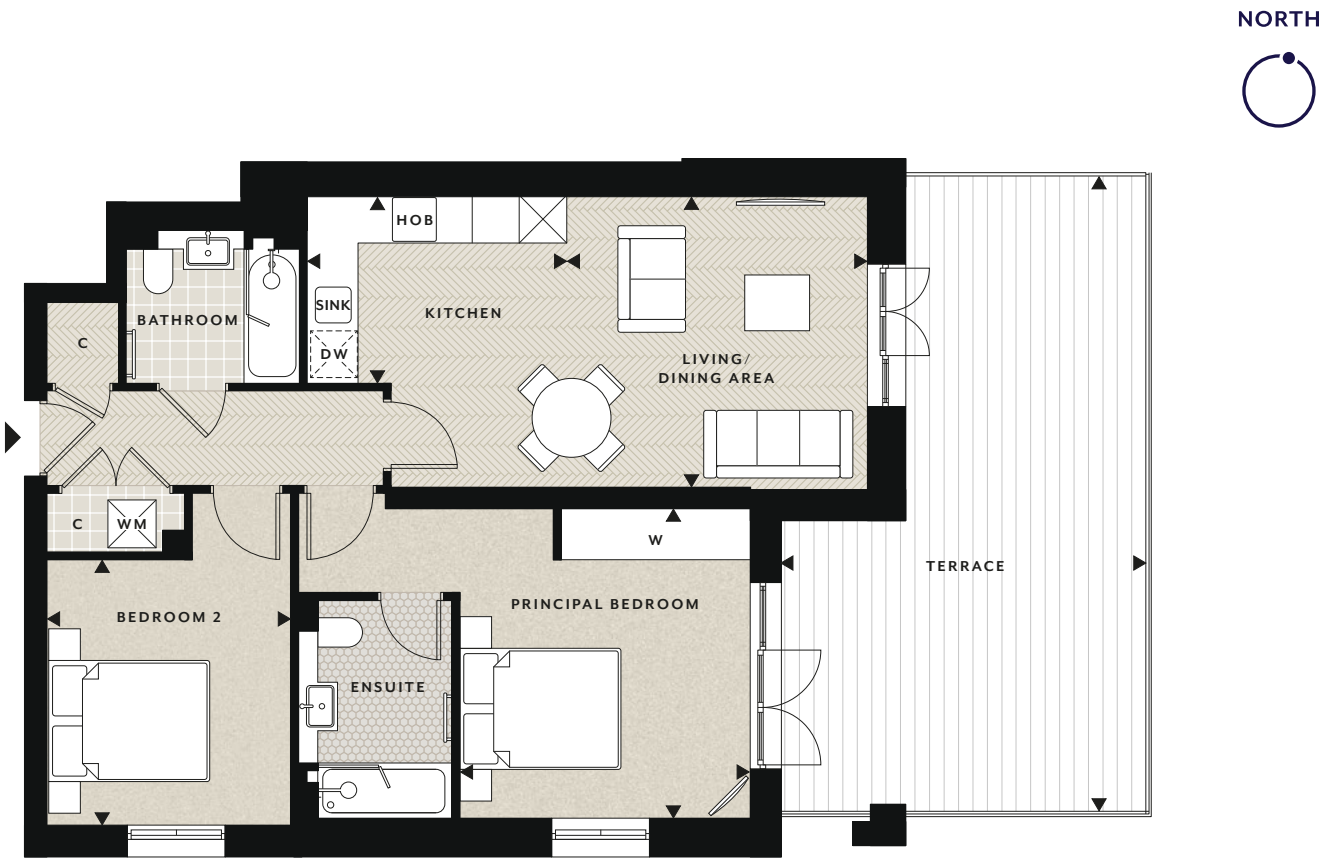 NORTH
HOB
SINK
KITCHEN
BATHROOM
C
DW
LIVING/
DINING AREA
C
WM
W
TERRACE
BEDROOM 2
PRINCIPAL BEDROOM
ENSUITE